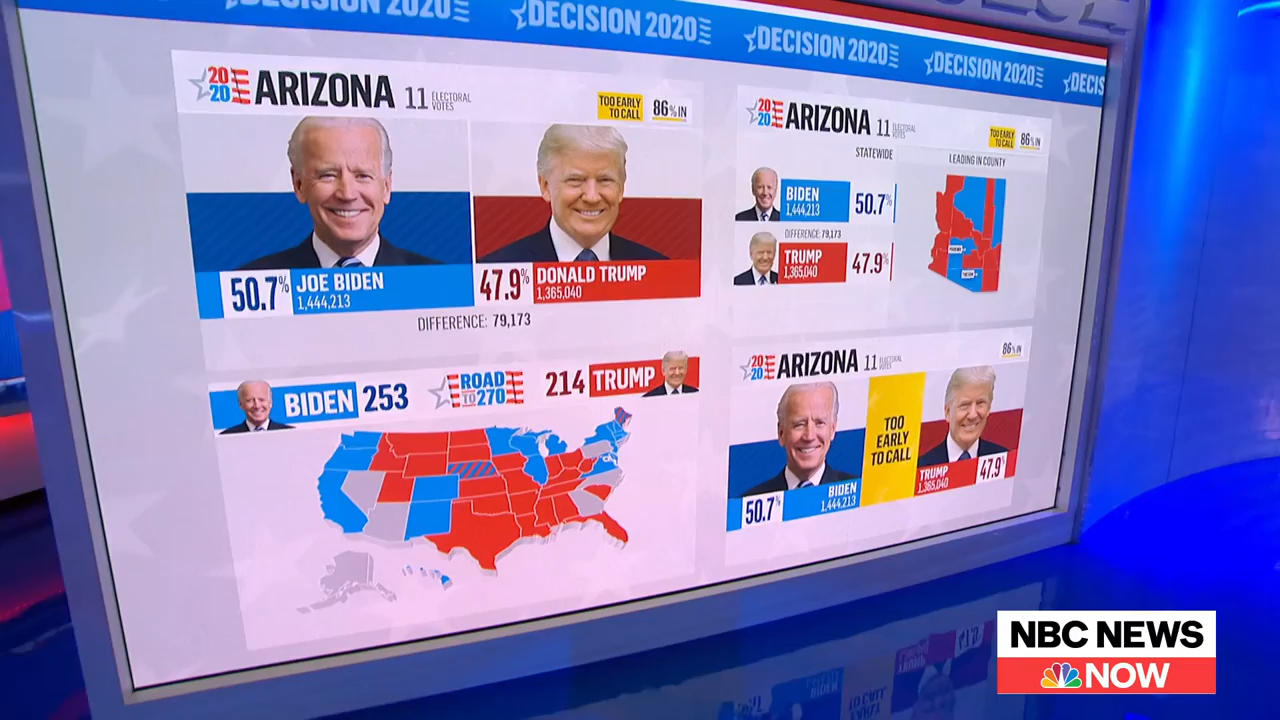 DECISION 2020
DECISION 2020
DECISION 2020
DECISION 2020
DECIS
2020
ARIZONA
11
ELECTORAL
VOTES
TOO EARLY
TO CALL
86% IN
50.7%
JOE BIDEN
1,444,213
47.9%
DONALD TRUMP
1,365,040
DIFFERENCE: 79,173
BIDEN 253
ROAD
TO
270
214 TRUMP
2020
ARIZONA
11
ELECTORAL
VOTES
TOO EARLY
TO CALL
86% IN
STATEWIDE
LEADING IN COUNTY
BIDEN
1,444,213
50.7%
DIFFERENCE: 79,173
TRUMP
1,365,040
47.9%
2020
ARIZONA
11
ELECTORAL
VOTES
86% IN
TOO
EARLY
TO CALL
50.7%
BIDEN
1,444,213
TRUMP
1,365,040
47.9%
NBC NEWS
NOW